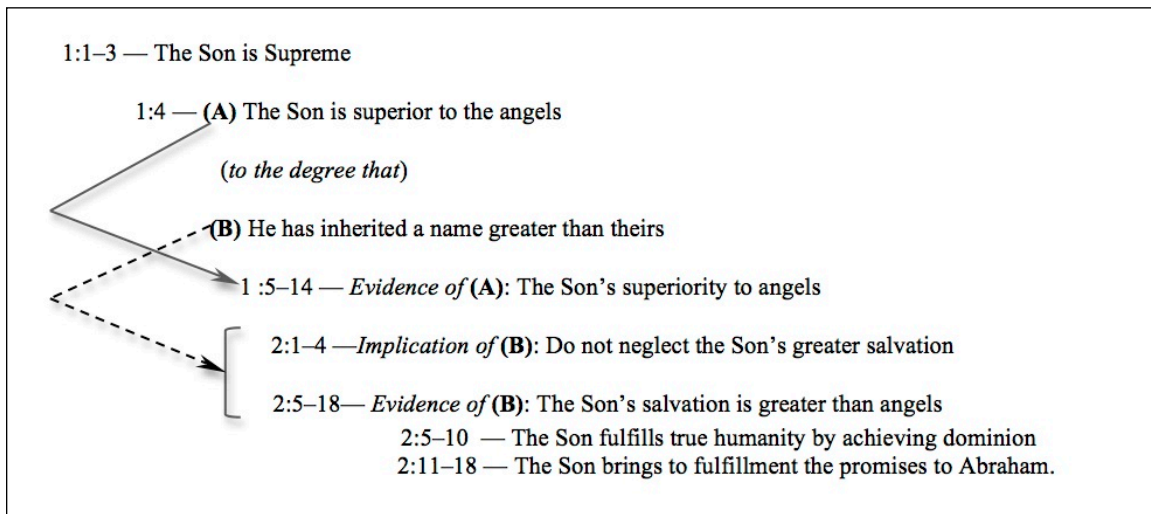 1:1–3 — The Son is Supreme
1:4 — (A) The Son is superior to the angels
(to the degree that)
(B) He has inherited a name greater than theirs
1 :5–14 — Evidence of (A): The Son’s superiority to angels
2:1–4 —Implication of (B): Do not neglect the Son’s greater salvation
2:5–18— Evidence of (B): The Son’s salvation is greater than angels
2:5–10 — The Son fulfills true humanity by achieving dominion
2:11–18 — The Son brings to fulfillment the promises to Abraham.